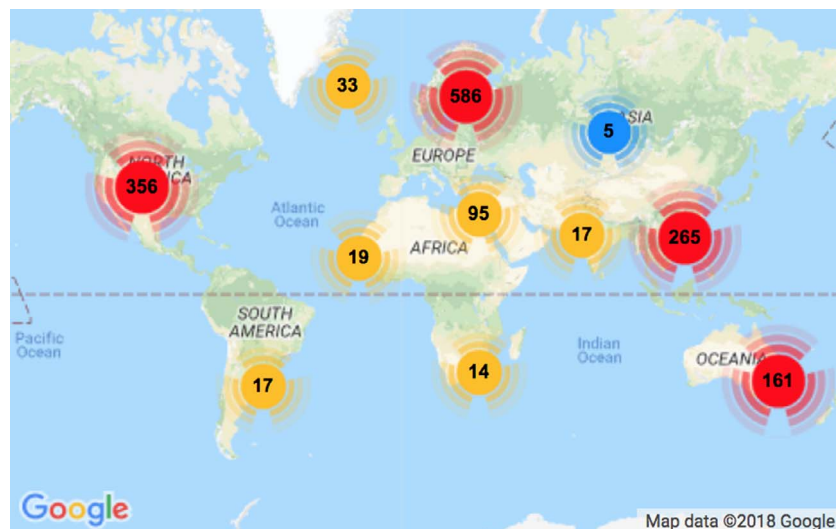 33
586
5
ASIA
EUROPE
NORTH
AMERICA
356
Atlantic
Ocean
95
17
265
AFRICA
19
SOUTH
AMERICA
Pacific
Ocean
Indian
Ocean
OCEANIA
17
14
161
Google
Map data ©2018 Google